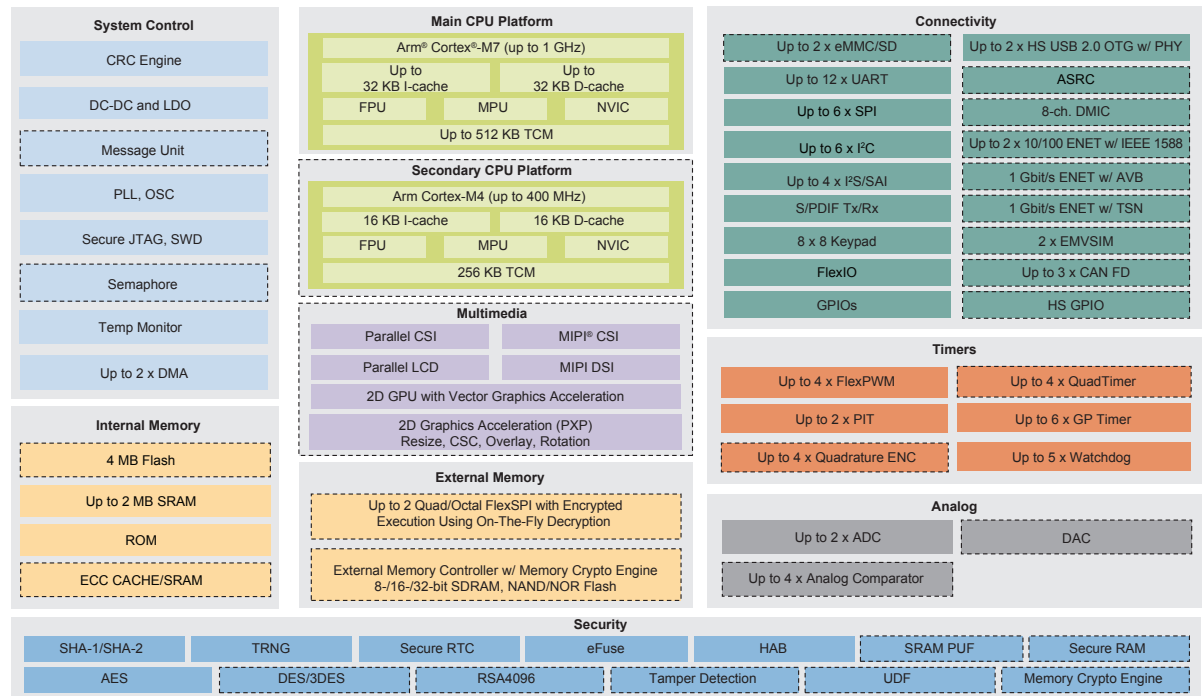 System Control
CRC Engine
DC-DC and LDO
Message Unit
PLL, OSC
Secure JTAG, SWD
Semaphore
Temp Monitor
Up to 2 x DMA
Internal Memory
4 MB Flash
Up to 2 MB SRAM
ROM
ECC CACHE/SRAM
Main CPU Platform
Arm® Cortex®-M7 (up to 1 GHz)
Up to
32 KB I-cache
Up to
32 KB D-cache
FPU
MPU
NVIC
Up to 512 KB TCM
Secondary CPU Platform
Arm Cortex-M4 (up to 400 MHz)
16 KB I-cache
16 KB D-cache
FPU
MPU
NVIC
256 KB TCM
Multimedia
Parallel CSI
MIPI® CSI
Parallel LCD
MIPI DSI
2D GPU with Vector Graphics Acceleration
2D Graphics Acceleration (PXP)
Resize, CSC, Overlay, Rotation
External Memory
Up to 2 Quad/Octal FlexSPI with Encrypted
Execution Using On-The-Fly Decryption
External Memory Controller w/ Memory Crypto Engine
8-/16-/32-bit SDRAM, NAND/NOR Flash
Connectivity
Up to 2 x eMMC/SD
Up to 2 x HS USB 2.0 OTG w/ PHY
Up to 12 x UART
ASRC
Up to 6 x SPI
8-ch. DMIC
Up to 6 x I²C
Up to 2 x 10/100 ENET w/ IEEE 1588
Up to 4 x I²S/SAI
1 Gbit/s ENET w/ AVB
S/PDIF Tx/Rx
1 Gbit/s ENET w/ TSN
8 x 8 Keypad
2 x EMVSIM
FlexIO
Up to 3 x CAN FD
GPIOs
HS GPIO
Timers
Up to 4 x FlexPWM
Up to 4 x QuadTimer
Up to 2 x PIT
Up to 6 x GP Timer
Up to 4 x Quadrature ENC
Up to 5 x Watchdog
Analog
Up to 2 x ADC
DAC
Up to 4 x Analog Comparator
Security
SHA-1/SHA-2
TRNG
Secure RTC
eFuse
HAB
SRAM PUF
Secure RAM
AES
DES/3DES
RSA4096
Tamper Detection
UDF
Memory Crypto Engine